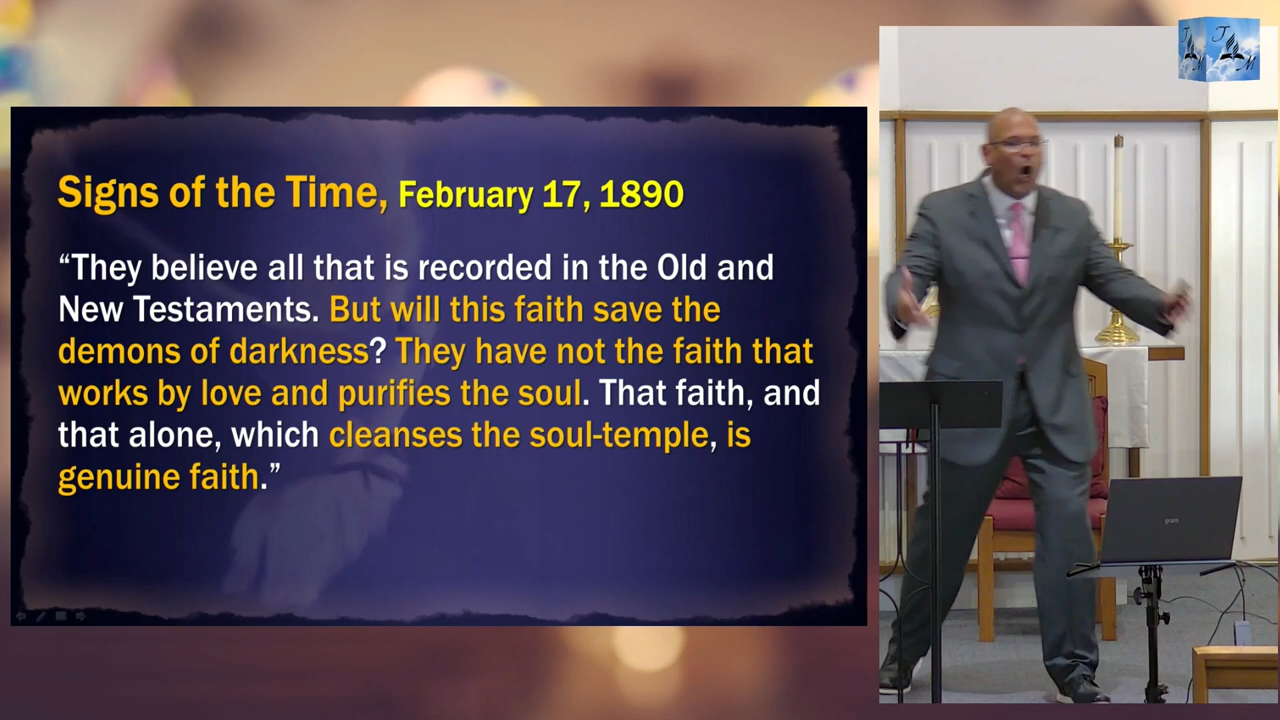 Signs of the Time, February 17, 1890
“They believe all that is recorded in the Old and
New Testaments. But will this faith save the
demons of darkness? They have not the faith that
works by love and purifies the soul. That faith, and
that alone, which cleanses the soul-temple, is
genuine faith.”
T M
T M
gram